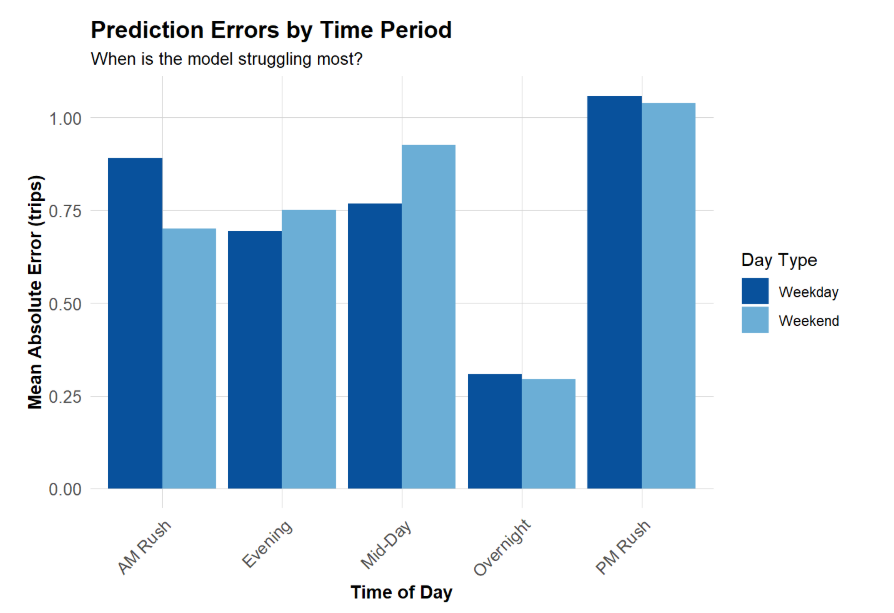 Prediction Errors by Time Period
When is the model struggling most?
Mean Absolute Error (trips)
1.00
0.75
0.50
0.25
0.00
AM Rush
Evening
Mid-Day
Overnight
PM Rush
Time of Day
Day Type
Weekday
Weekend